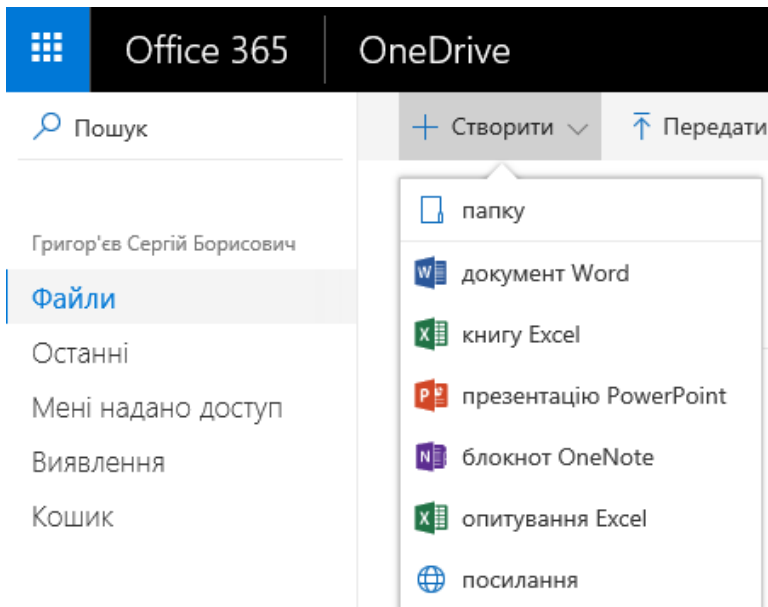 Office 365 OneDrive
Пошук
+ Створити
Передати
Григор'єв Сергій Борисович
Файли
Останні
Мені надано доступ
Виявлення
Кошик
папку
документ Word
книгу Excel
презентацію PowerPoint
блокнот OneNote
опитування Excel
посилання